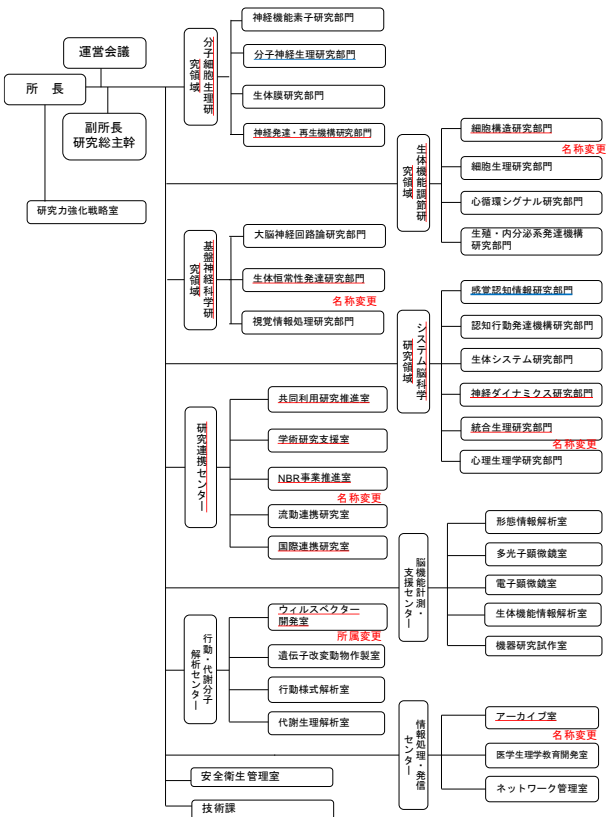 運営会議
所 長
副所長
研究総主幹
研究力強化戦略室
分子細胞生理研
究領域
神経機能素子研究部門
分子神経生理研究部門
生体膜研究部門
神経発達・再生機構研究部門
生体機能調節研
究領域
細胞構造研究部門
名称変更
細胞生理研究部門
心循環シグナル研究部門
生殖・内分泌系発達機構
研究部門
基盤神経科学研
究領域
大脳神経回路論研究部門
生体恒常性発達研究部門
名称変更
視覚情報処理研究部門
システム脳科学
研究領域
感覚認知情報研究部門
認知行動発達機構研究部門
生体システム研究部門
神経ダイナミクス研究部門
統合生理研究部門
名称変更
心理生理学研究部門
研究連携センター
共同利用研究推進室
学術研究支援室
NBR事業推進室
名称変更
流動連携研究室
国際連携研究室
脳機能計測・
支援センター
形態情報解析室
多光子顕微鏡室
電子顕微鏡室
生体機能情報解析室
機器研究試作室
行動・代謝分子
解析センター
ウィルスベクター
開発室
所属変更
遺伝子改変動物作製室
行動様式解析室
代謝生理解析室
情報処理・発信
センター
アーカイブ室
名称変更
医学生理学教育開発室
ネットワーク管理室
安全衛生管理室
技術課